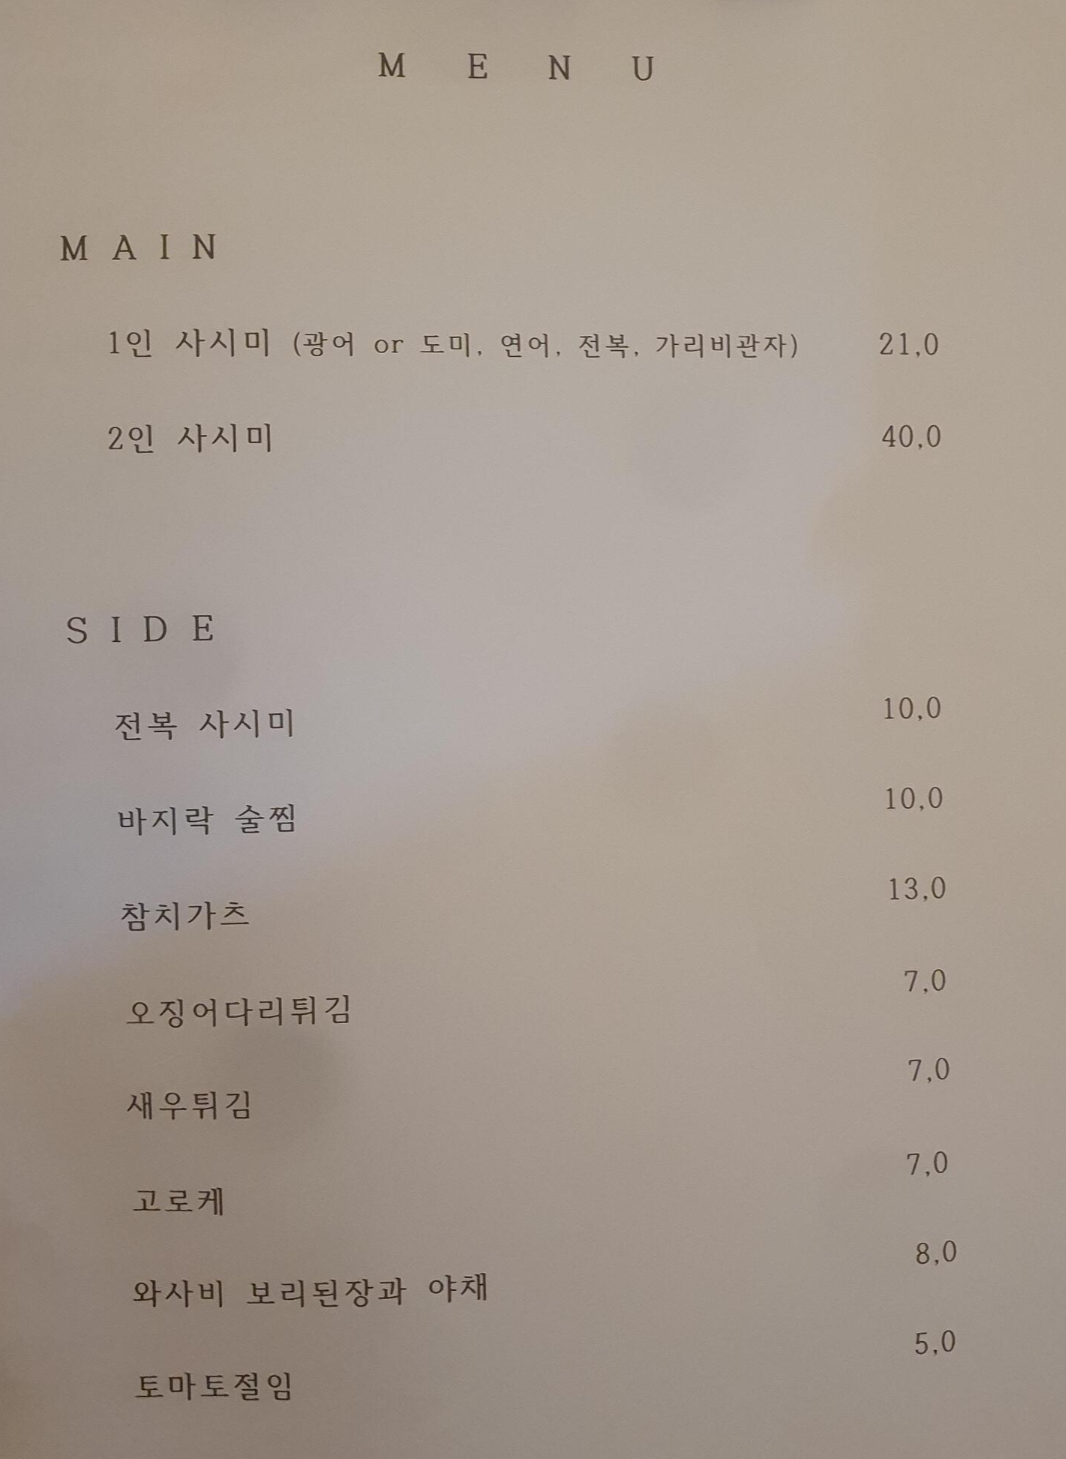 M E N U
M A I N
1인 사시미 (광어 or 도미, 연어, 전복, 가리비관자) 21,0
2인 사시미 40,0
S I D E
전복 사시미 10,0
바지락 술찜 10,0
참치가츠 13,0
오징어다리튀김 7,0
새우튀김 7,0
고로케 7,0
와사비 보리된장과 야채 8,0
토마토절임 5,0